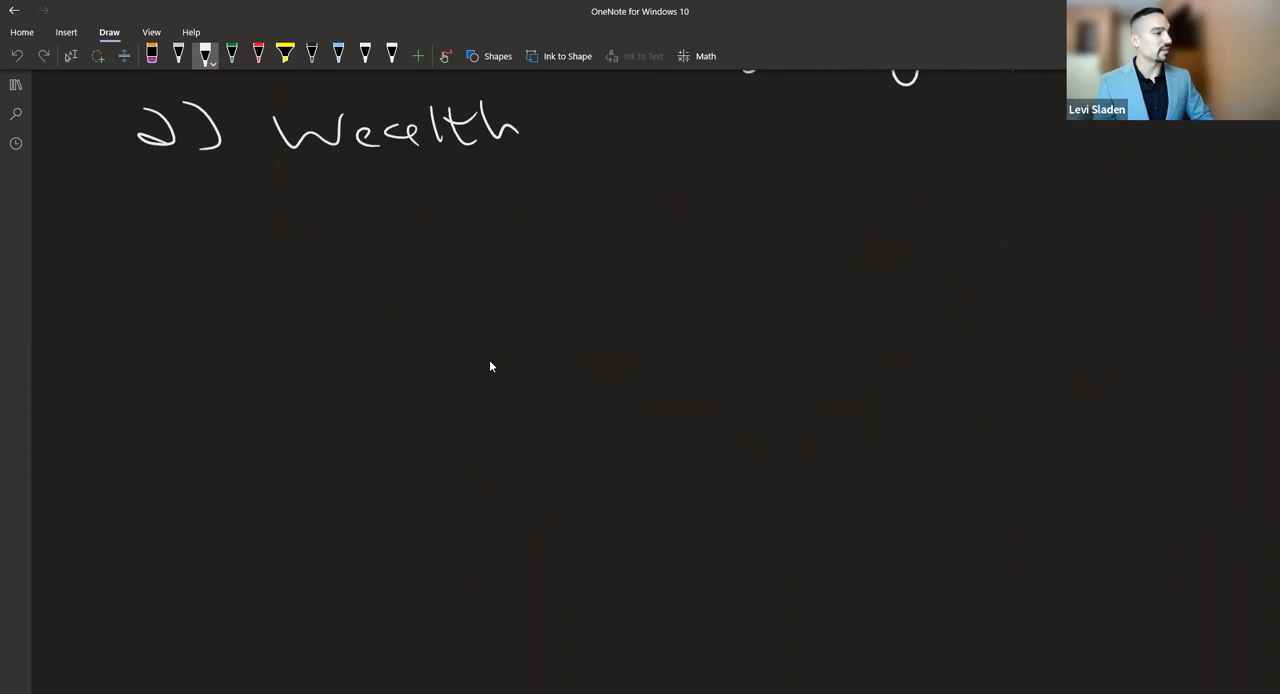 OneNote for Windows 10
Home Insert Draw View Help
Shapes Ink to Shape Ink to Text Math
Levi Sladen
2) Wealth